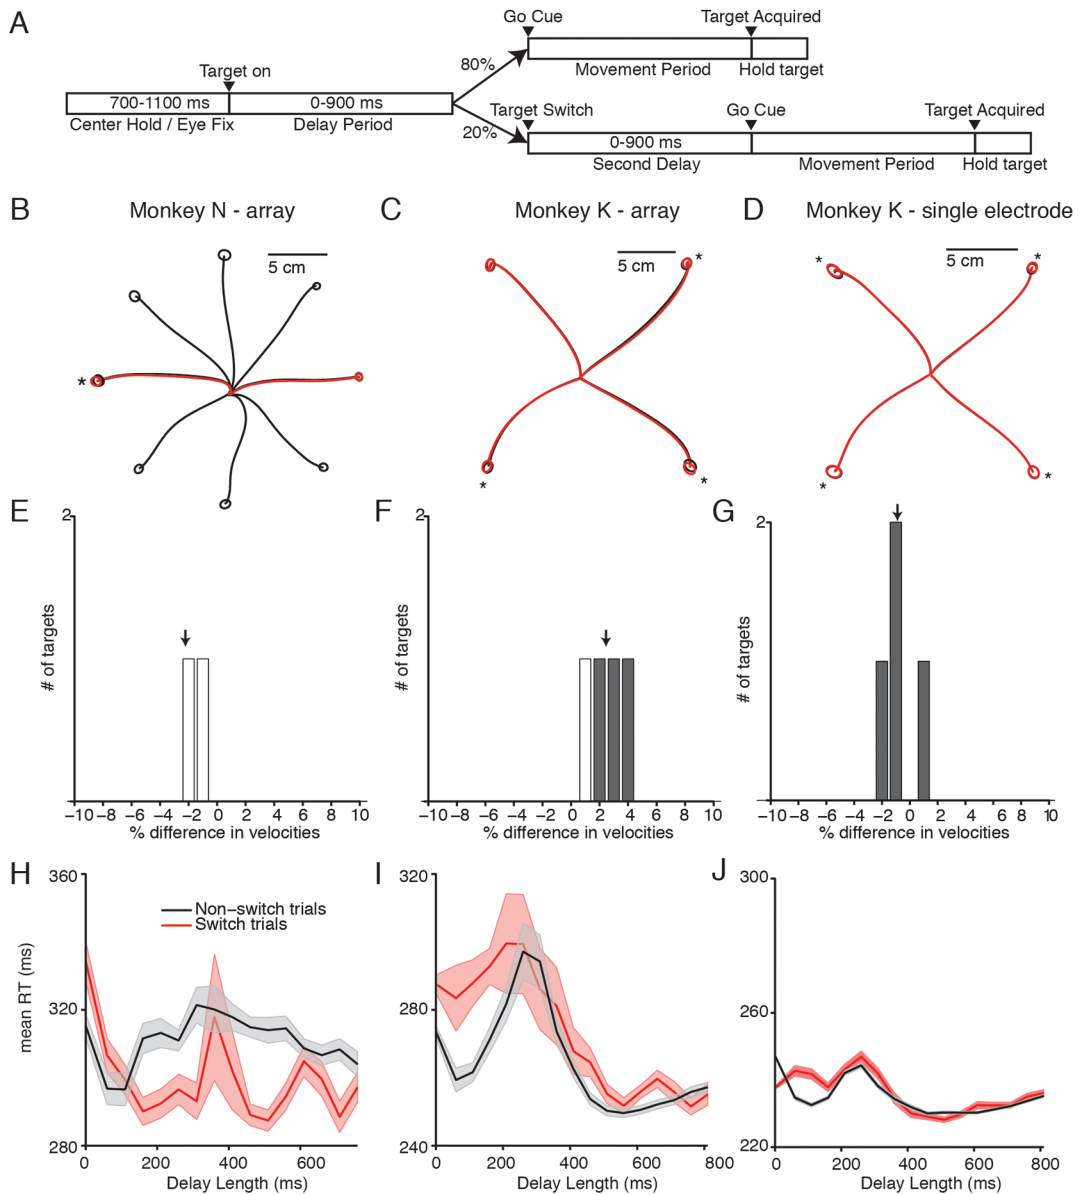 A
Go Cue
Target Acquired
80%
Movement Period
Hold target
Target on
700-1100 ms
0-900 ms
Center Hold / Eye Fix
Delay Period
20%
Target Switch
Go Cue
Target Acquired
0-900 ms
Second Delay
Movement Period
Hold target
B
Monkey N - array
5 cm
*
C
Monkey K - array
5 cm
*
*
*
D
Monkey K - single electrode
5 cm
*
*
*
*
E
2
# of targets
−10 −8 −6 −4 −2 0 2 4 6 8 10
% difference in velocities
F
2
# of targets
−10 −8 −6 −4 −2 0 2 4 6 8 10
% difference in velocities
G
2
# of targets
−10 −8 −6 −4 −2 0 2 4 6 8 10
% difference in velocities
H
360
320
280
mean RT (ms)
Non−switch trials
Switch trials
0 200 400 600
Delay Length (ms)
I
320
280
240
0 200 400 600 800
Delay Length (ms)
J
300
260
220
0 200 400 600 800
Delay Length (ms)